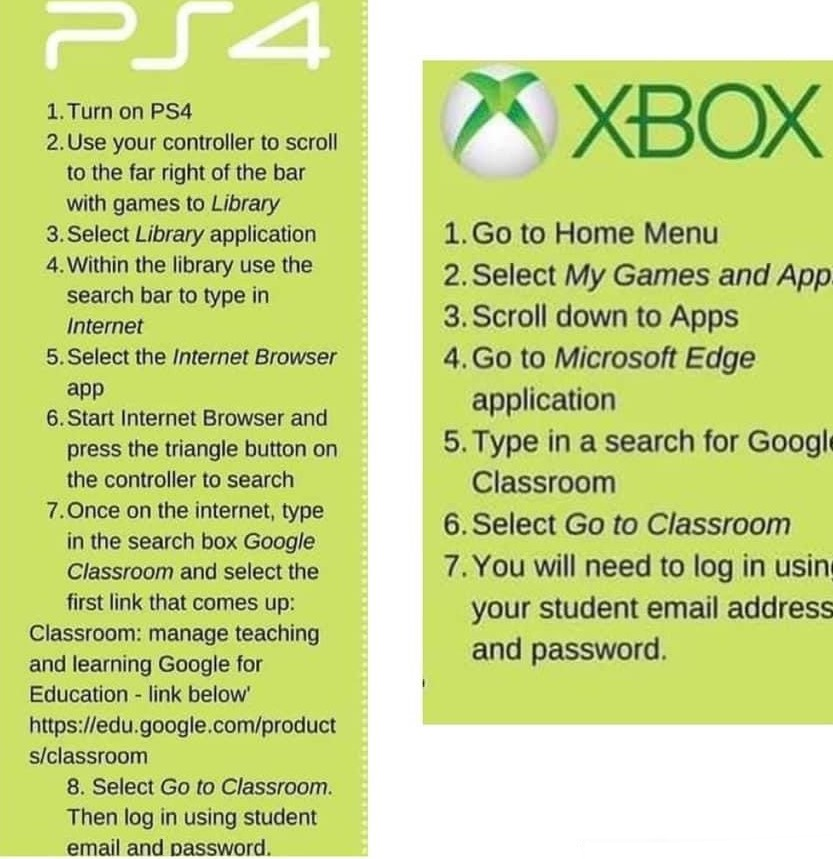 PS4
1. Turn on PS4
2. Use your controller to scroll
to the far right of the bar
with games to Library
3. Select Library application
4. Within the library use the
search bar to type in
Internet
5. Select the Internet Browser
app
6. Start Internet Browser and
press the triangle button on
the controller to search
7. Once on the internet, type
in the search box Google
Classroom and select the
first link that comes up:
Classroom: manage teaching
and learning Google for
Education - link below'
https://edu.google.com/product
s/classroom
8. Select Go to Classroom.
Then log in using student
email and password.
XBOX
1. Go to Home Menu
2. Select My Games and App
3. Scroll down to Apps
4. Go to Microsoft Edge
application
5. Type in a search for Google
Classroom
6. Select Go to Classroom
7. You will need to log in using
your student email address
and password.